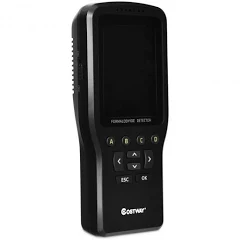 FORMALDEHYDE DETECTOR
A B C D
ESC OK
COSTWAY